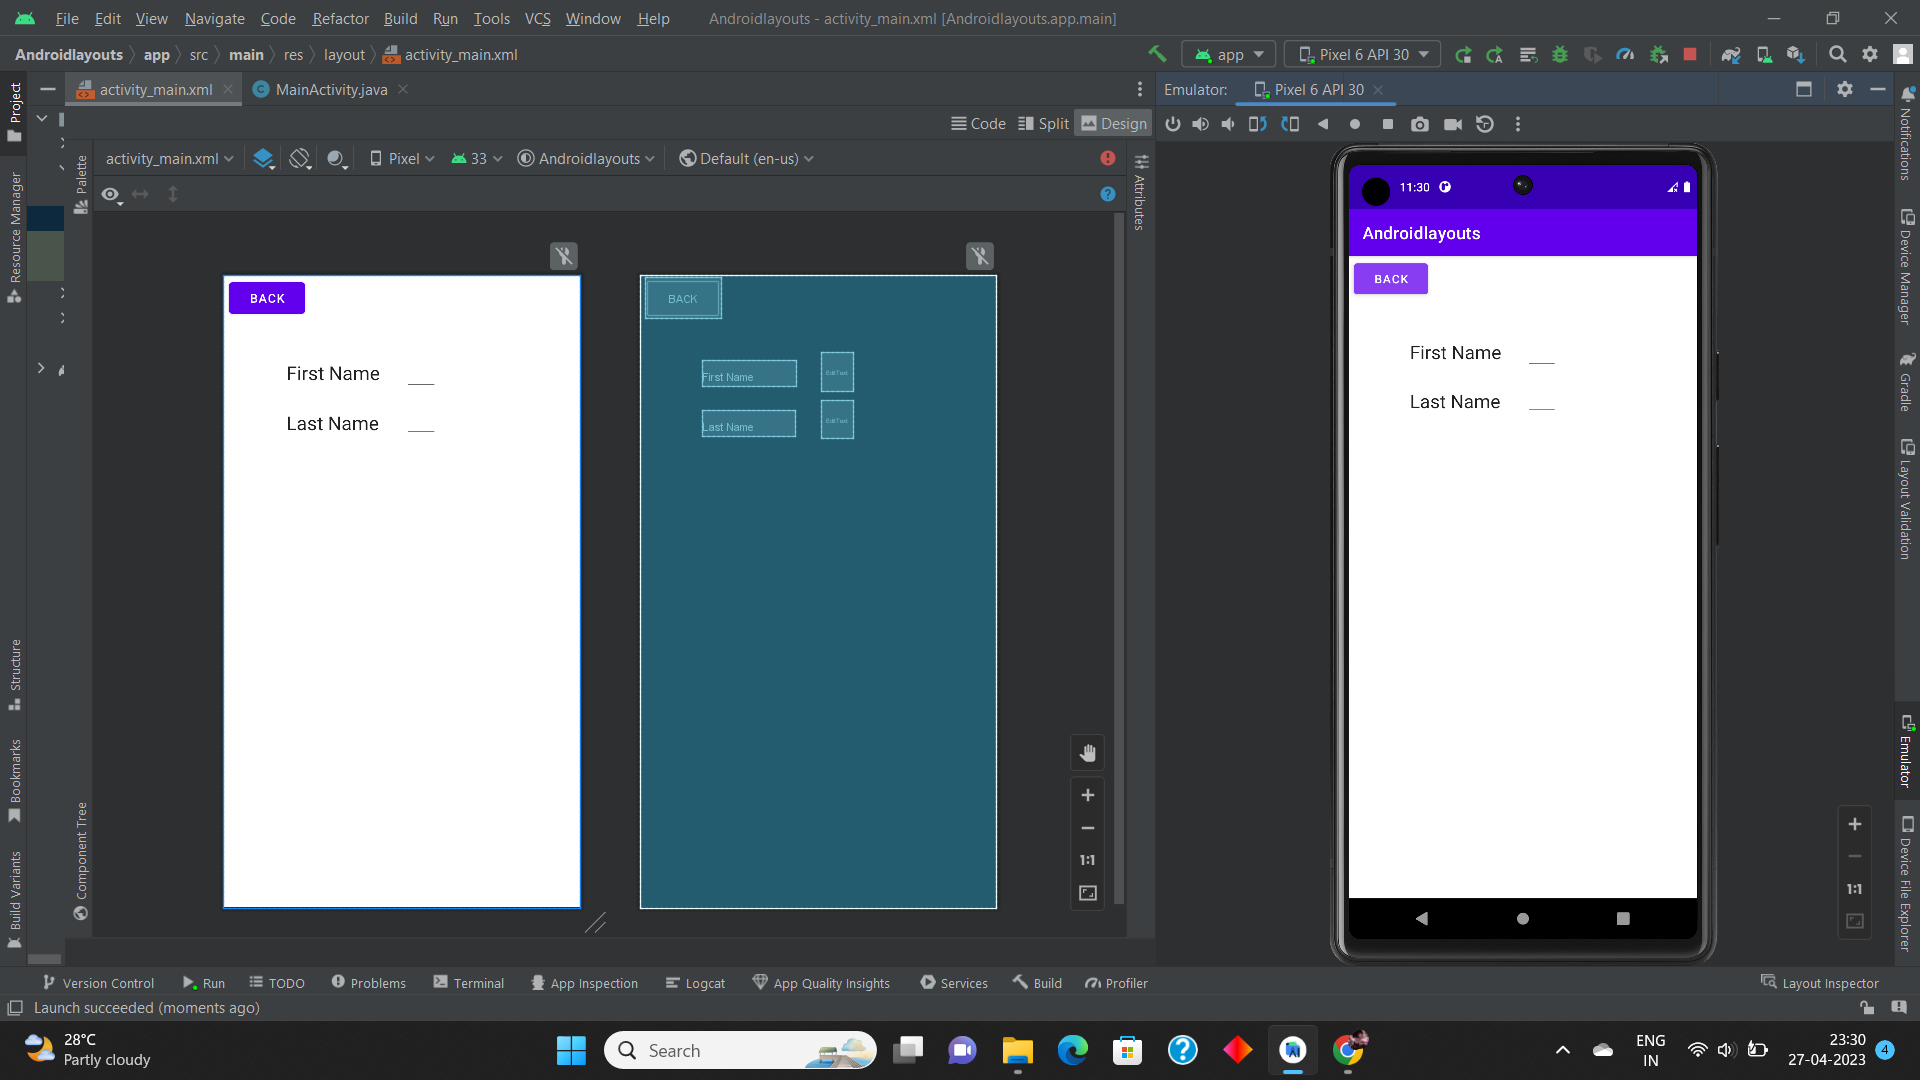 File Edit View Navigate Code Refactor Build Run Tools VCS Window Help Androidlayouts - activity_main.xml [Androidlayouts.app.main]
Androidlayouts app src main res layout activity_main.xml app Pixel 6 API 30
activity_main.xml MainActivity.java Emulator: Pixel 6 API 30
Code Split Design
activity_main.xml Pixel 33 Androidlayouts Default (en-us)
Project
Resource Manager
Structure
Bookmarks
Build Variants
Palette
Component Tree
BACK
First Name
Last Name
BACK
First Name EditText
Last Name EditText
1:1
Attributes
11:30
Androidlayouts
BACK
First Name
Last Name
1:1
Notifications
Device Manager
Gradle
Layout Validation
Emulator
Device File Explorer
Version Control Run TODO Problems Terminal App Inspection Logcat App Quality Insights Services Build Profiler Layout Inspector
Launch succeeded (moments ago)
28°C
Partly cloudy
Search
ENG
IN
23:30
27-04-2023
4